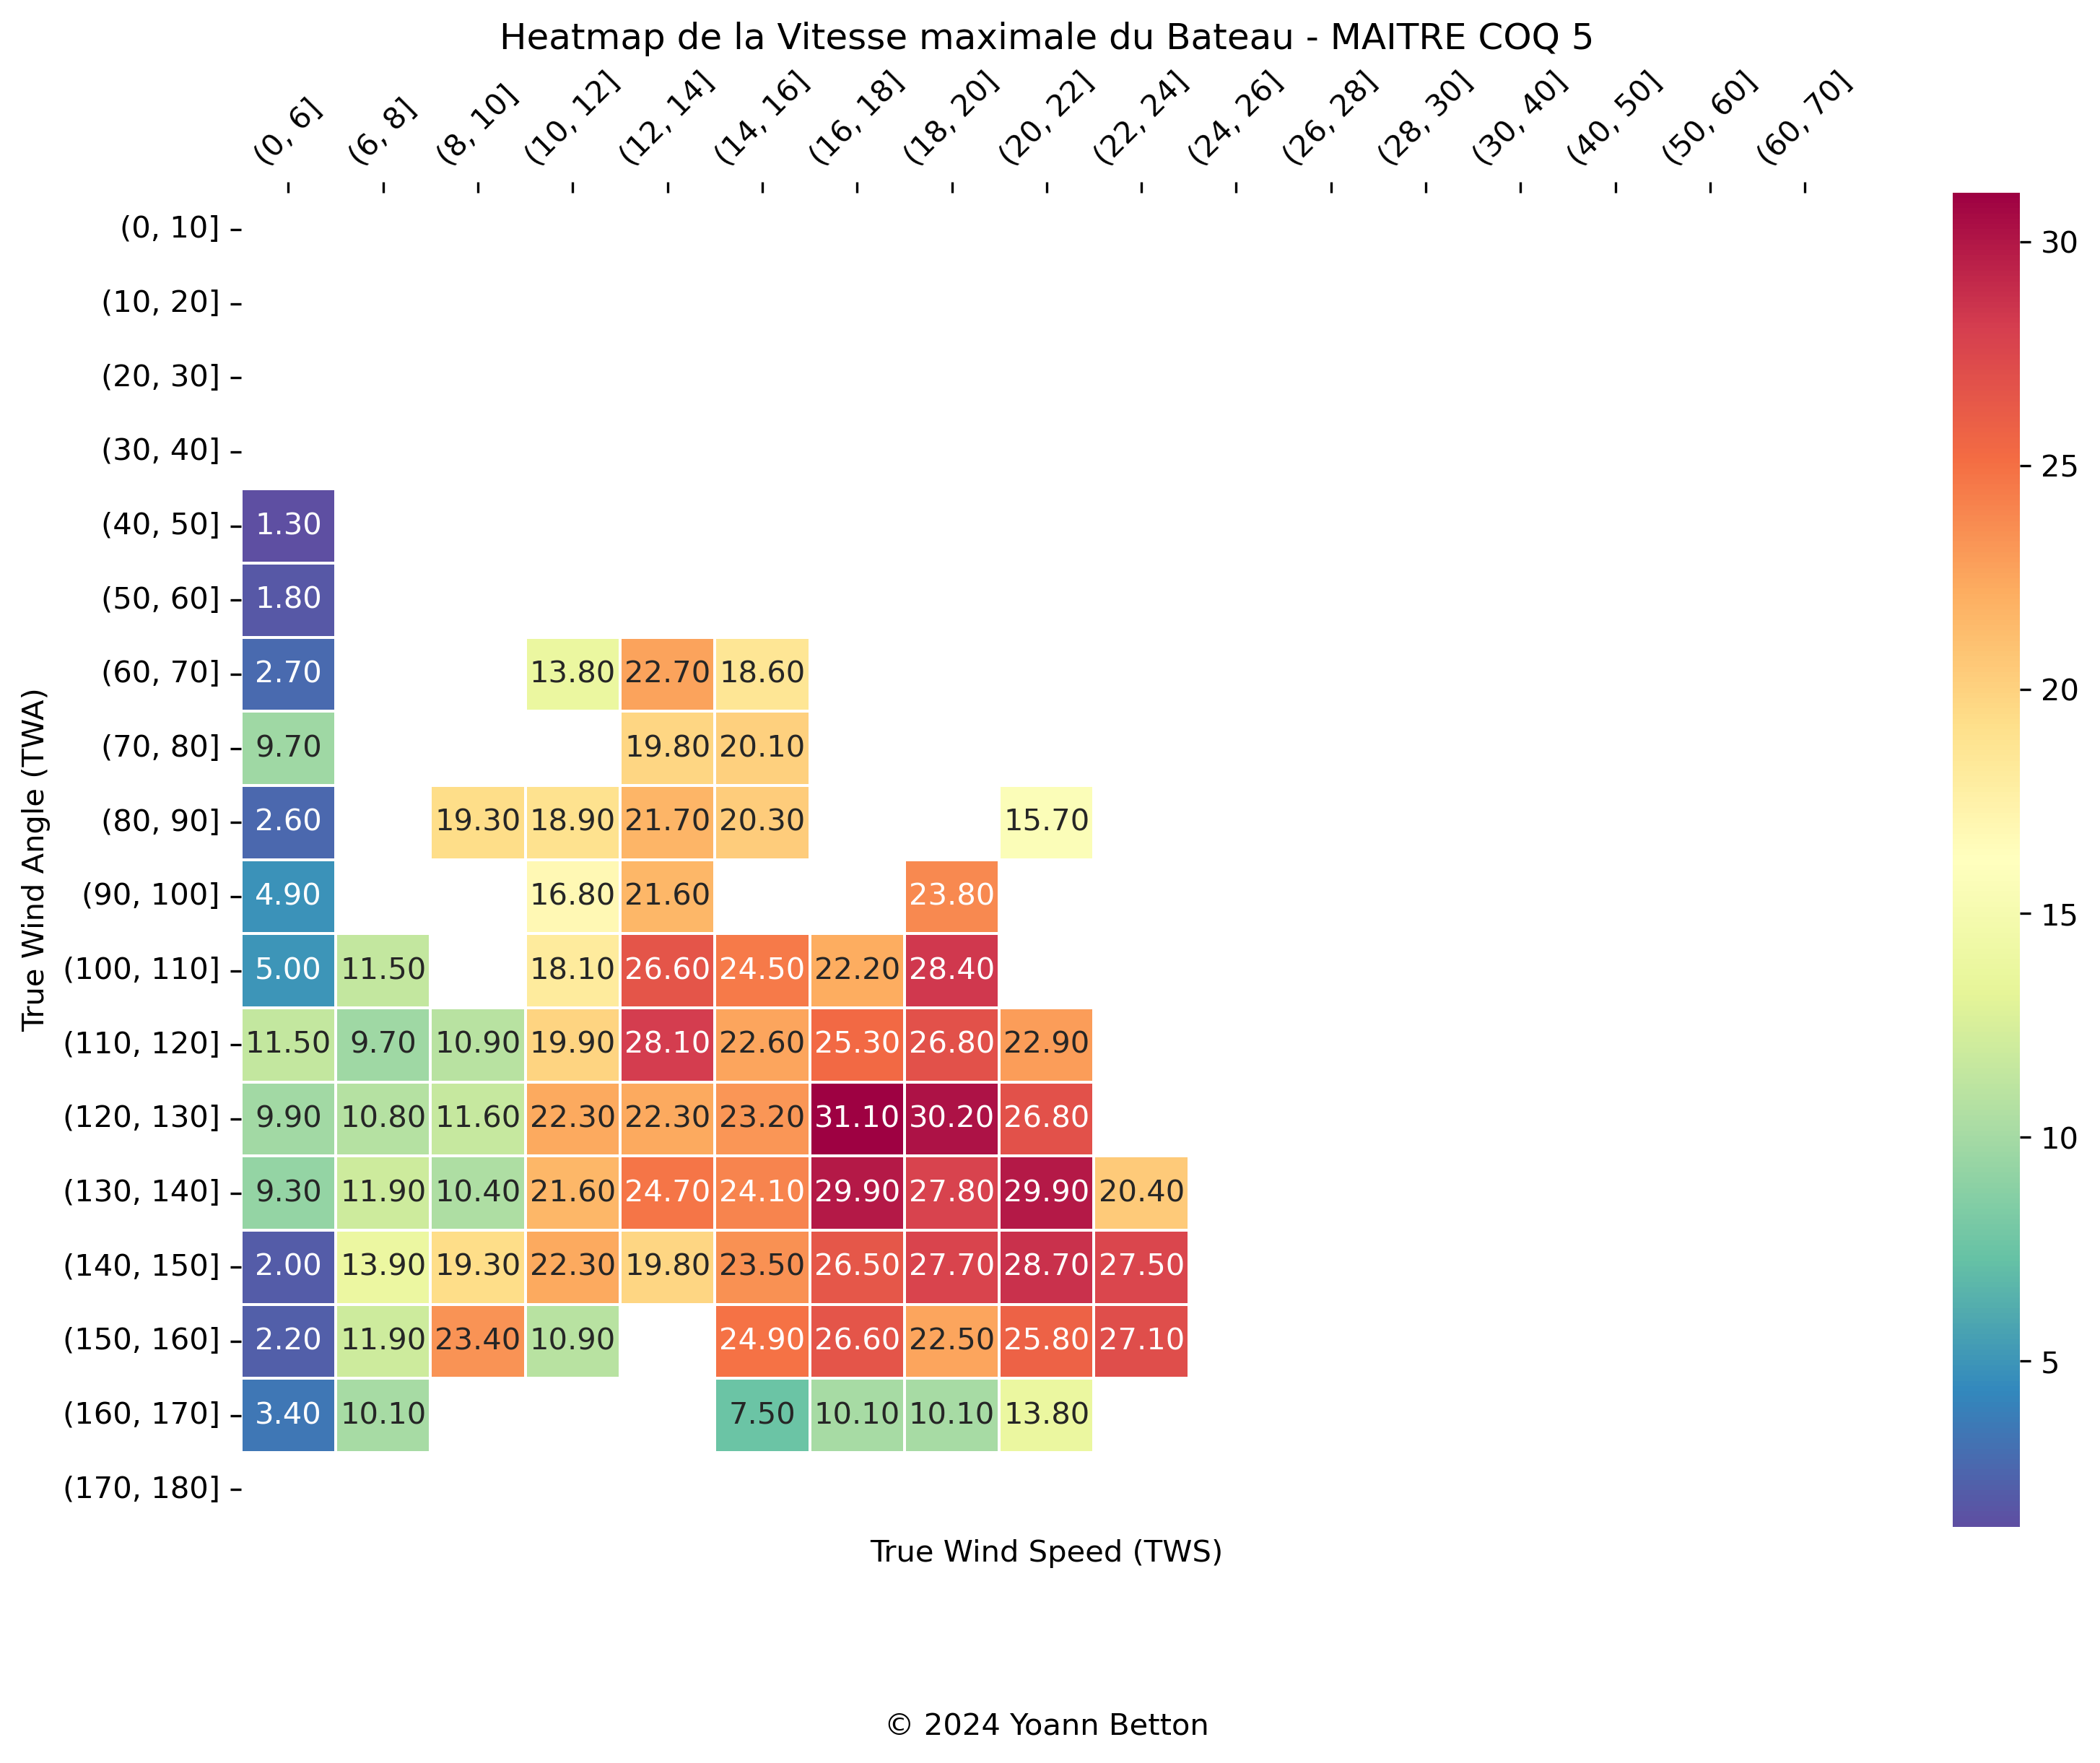 Heatmap de la Vitesse maximale du Bateau - MAITRE COQ 5
(0, 6] (6, 8] (8, 10] (10, 12] (12, 14] (14, 16] (16, 18] (18, 20] (20, 22] (22, 24] (24, 26] (26, 28] (28, 30] (30, 40] (40, 50] (50, 60] (60, 70]
True Wind Angle (TWA)
(0, 10]
(10, 20]
(20, 30]
(30, 40]
(40, 50] 1.30
(50, 60] 1.80
(60, 70] 2.70 13.80 22.70 18.60
(70, 80] 9.70 19.80 20.10
(80, 90] 2.60 19.30 18.90 21.70 20.30 15.70
(90, 100] 4.90 16.80 21.60 23.80
(100, 110] 5.00 11.50 18.10 26.60 24.50 22.20 28.40
(110, 120] 11.50 9.70 10.90 19.90 28.10 22.60 25.30 26.80 22.90
(120, 130] 9.90 10.80 11.60 22.30 22.30 23.20 31.10 30.20 26.80
(130, 140] 9.30 11.90 10.40 21.60 24.70 24.10 29.90 27.80 29.90 20.40
(140, 150] 2.00 13.90 19.30 22.30 19.80 23.50 26.50 27.70 28.70 27.50
(150, 160] 2.20 11.90 23.40 10.90 24.90 26.60 22.50 25.80 27.10
(160, 170] 3.40 10.10 7.50 10.10 10.10 13.80
(170, 180]
True Wind Speed (TWS)
30
25
20
15
10
5
© 2024 Yoann Betton